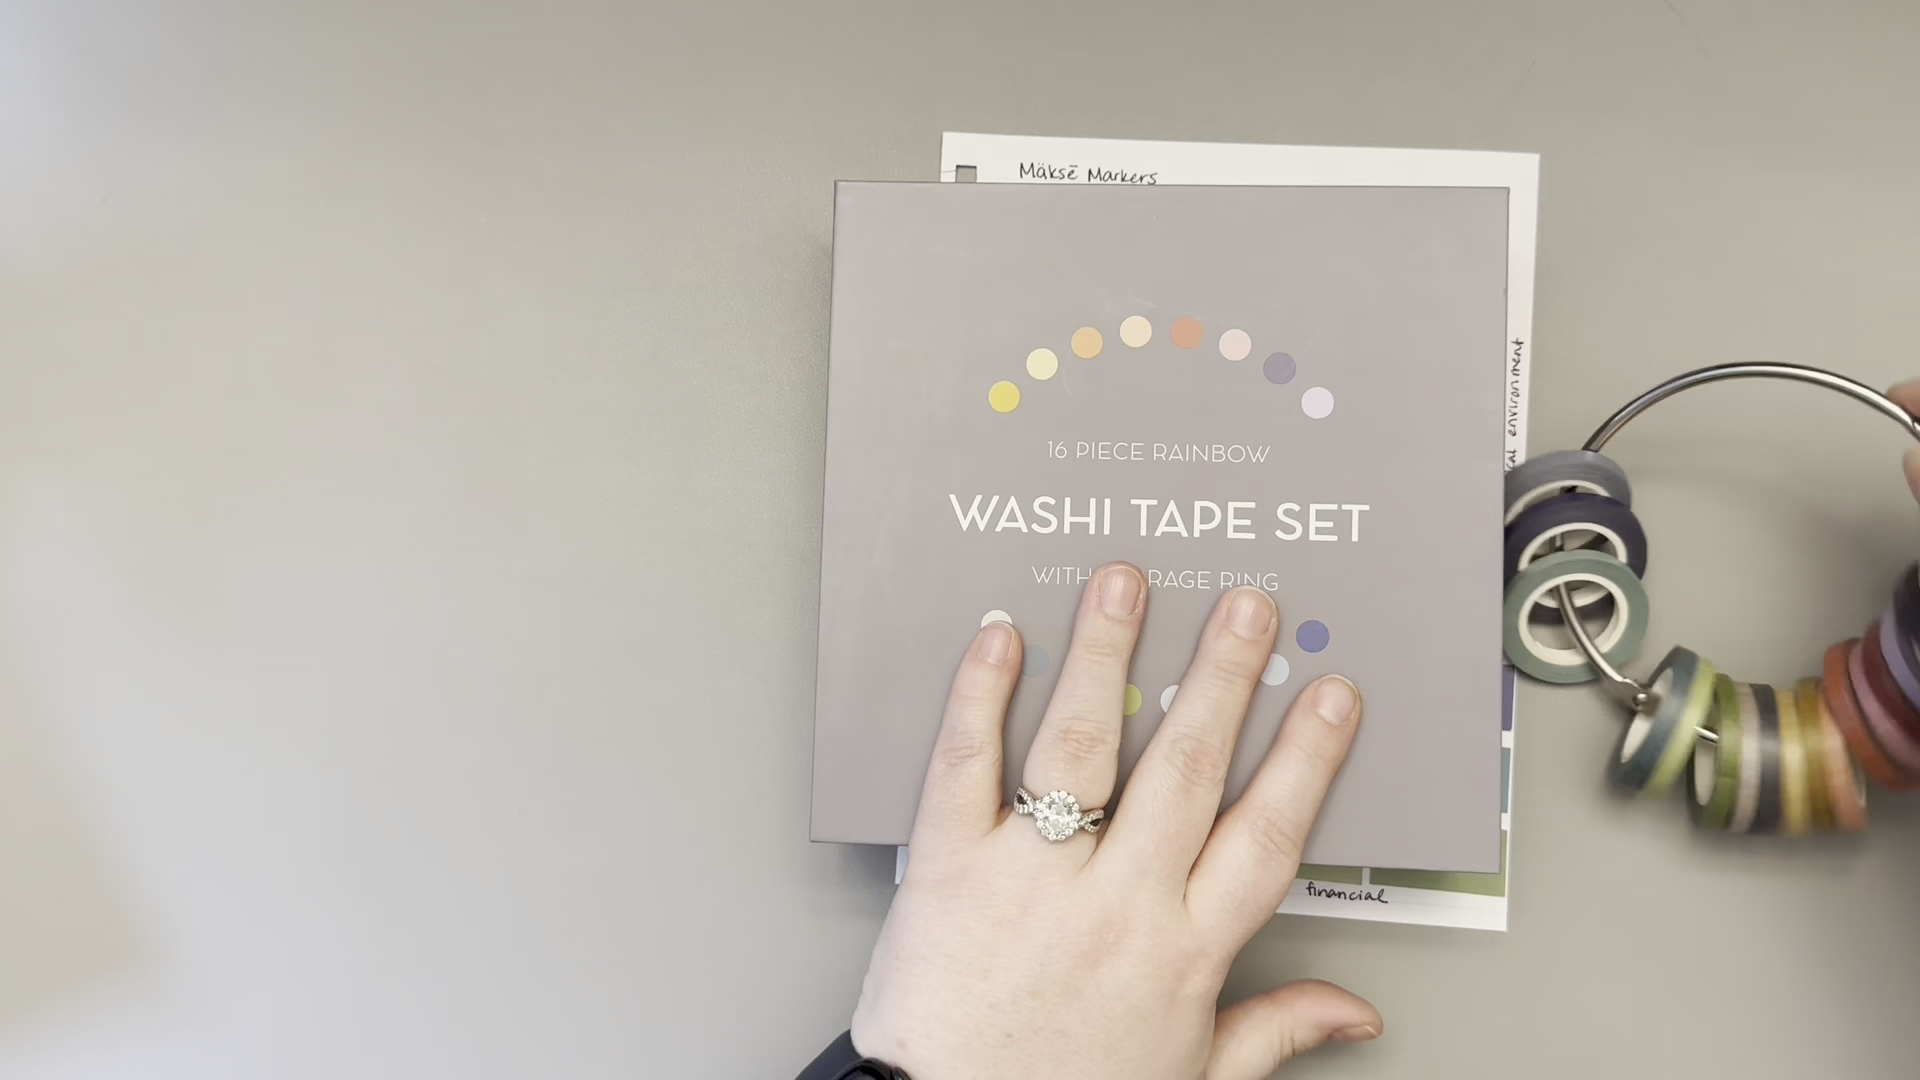 Mäksē Markers
16 PIECE RAINBOW
WASHI TAPE SET
WITH RAGE RING
environment
financial